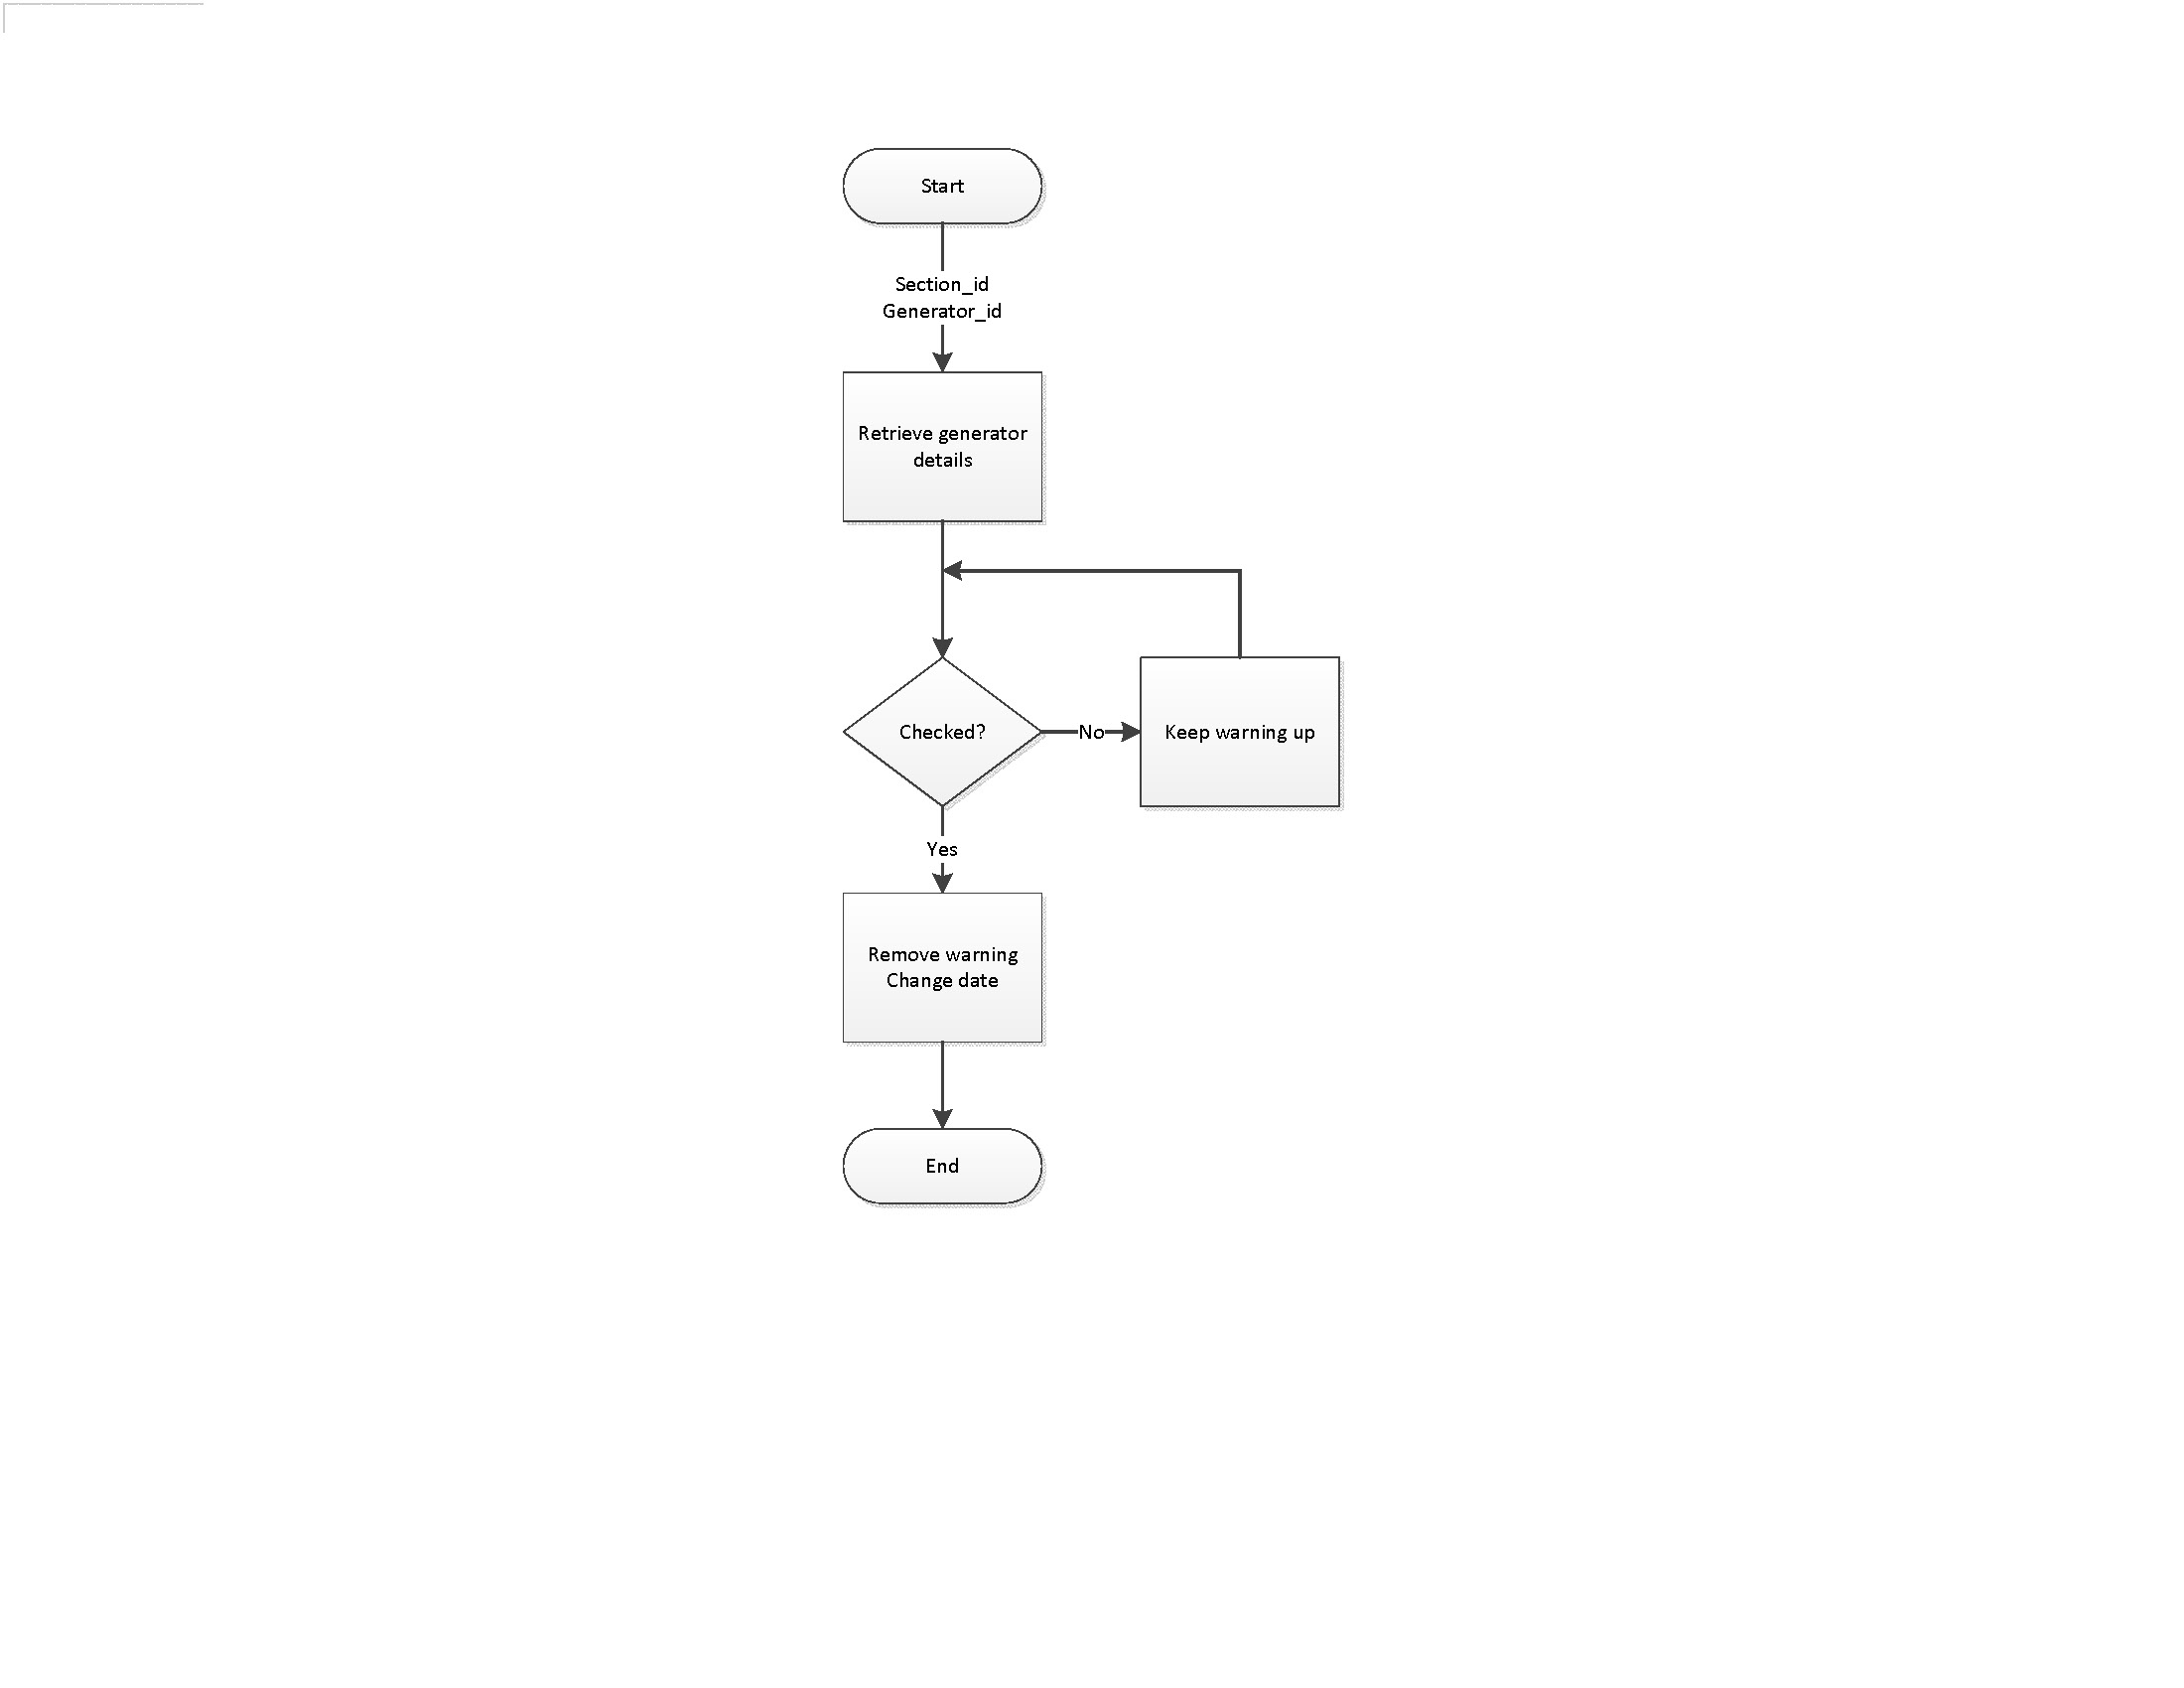 Start
Section_id
Generator_id
Retrieve generator
details
Checked?
No
Keep warning up
Yes
Remove warning
Change date
End